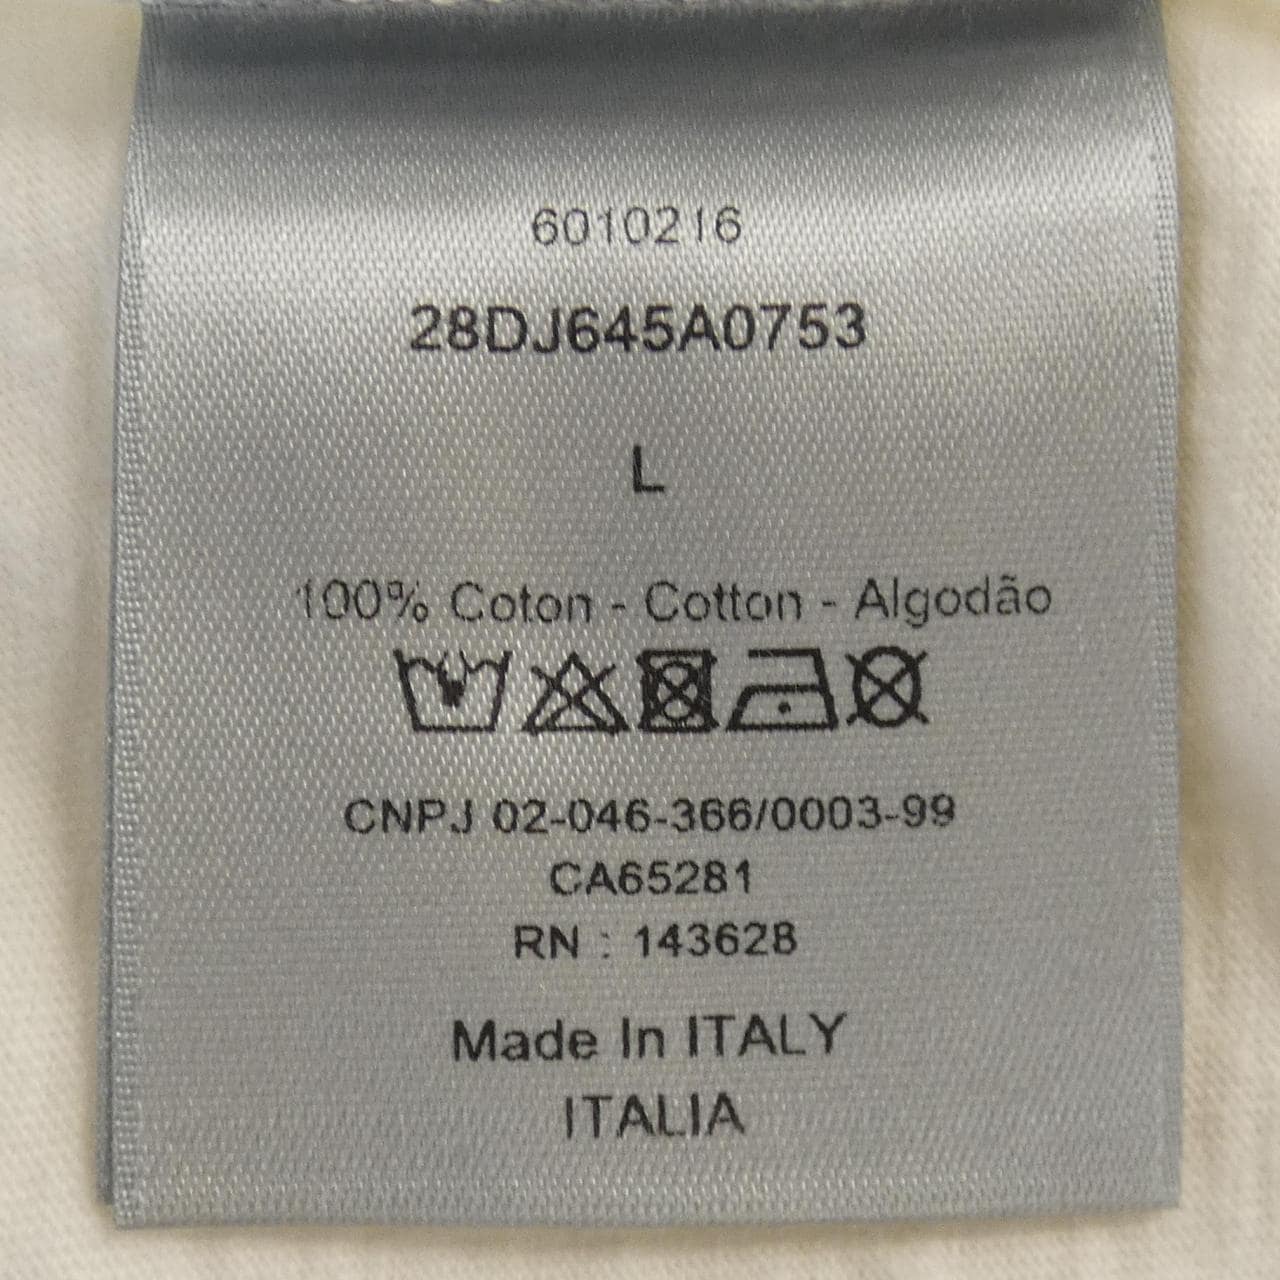 6010216
28DJ645A0753
L
100% Coton - Cotton - Algodão
CNPJ 02-046-366/0003-99
CA65281
RN : 143628
Made In ITALY
ITALIA